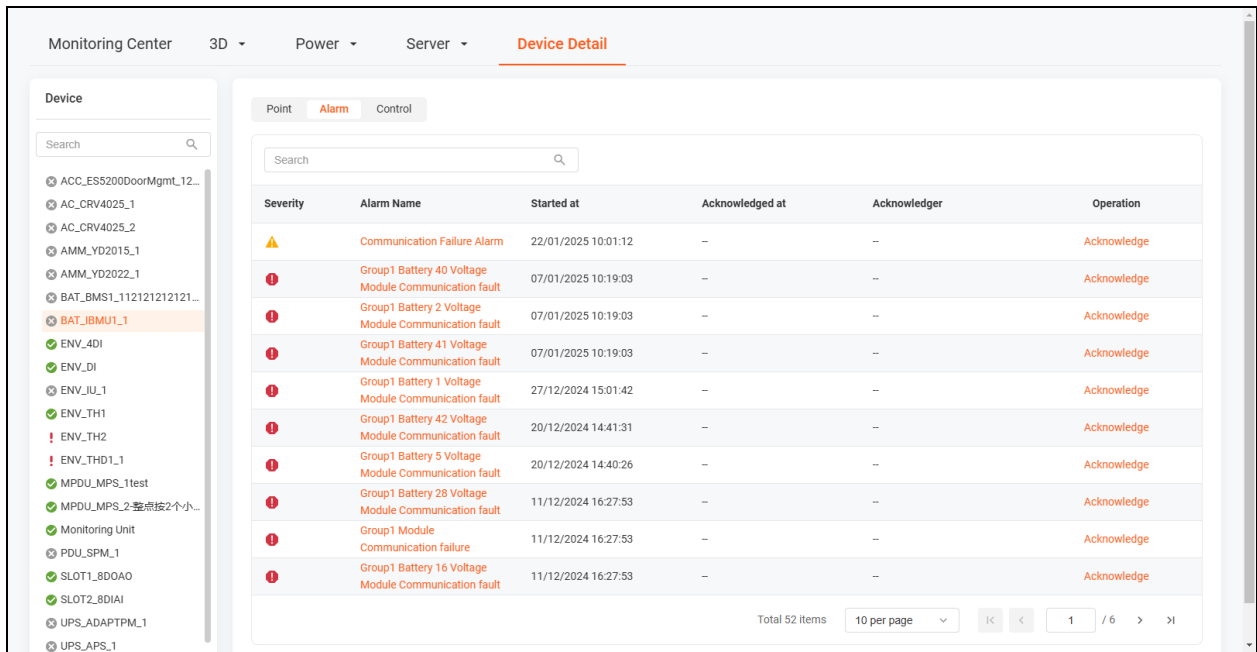 Monitoring Center 3D Power Server Device Detail
Device
Search
ACC_ES5200DoorMgmt_12...
AC_CRV4025_1
AC_CRV4025_2
AMM_YD2015_1
AMM_YD2022_1
BAT_BMS1_112121212121...
BAT_IBMU1_1
ENV_4DI
ENV_DI
ENV_IU_1
ENV_TH1
ENV_TH2
ENV_THD1_1
MPDU_MPS_1test
MPDU_MPS_2-整点按2个小...
Monitoring Unit
PDU_SPM_1
SLOT1_8DOAO
SLOT2_8DIAI
UPS_ADAPTPM_1
UPS_APS_1
Point Alarm Control
Search
Severity Alarm Name Started at Acknowledged at Acknowledger Operation
Communication Failure Alarm 22/01/2025 10:01:12 -- -- Acknowledge
Group1 Battery 40 Voltage
Module Communication fault 07/01/2025 10:19:03 -- -- Acknowledge
Group1 Battery 2 Voltage
Module Communication fault 07/01/2025 10:19:03 -- -- Acknowledge
Group1 Battery 41 Voltage
Module Communication fault 07/01/2025 10:19:03 -- -- Acknowledge
Group1 Battery 1 Voltage
Module Communication fault 27/12/2024 15:01:42 -- -- Acknowledge
Group1 Battery 42 Voltage
Module Communication fault 20/12/2024 14:41:31 -- -- Acknowledge
Group1 Battery 5 Voltage
Module Communication fault 20/12/2024 14:40:26 -- -- Acknowledge
Group1 Battery 28 Voltage
Module Communication fault 11/12/2024 16:27:53 -- -- Acknowledge
Group1 Module
Communication failure 11/12/2024 16:27:53 -- -- Acknowledge
Group1 Battery 16 Voltage
Module Communication fault 11/12/2024 16:27:53 -- -- Acknowledge
Total 52 items 10 per page 1 / 6